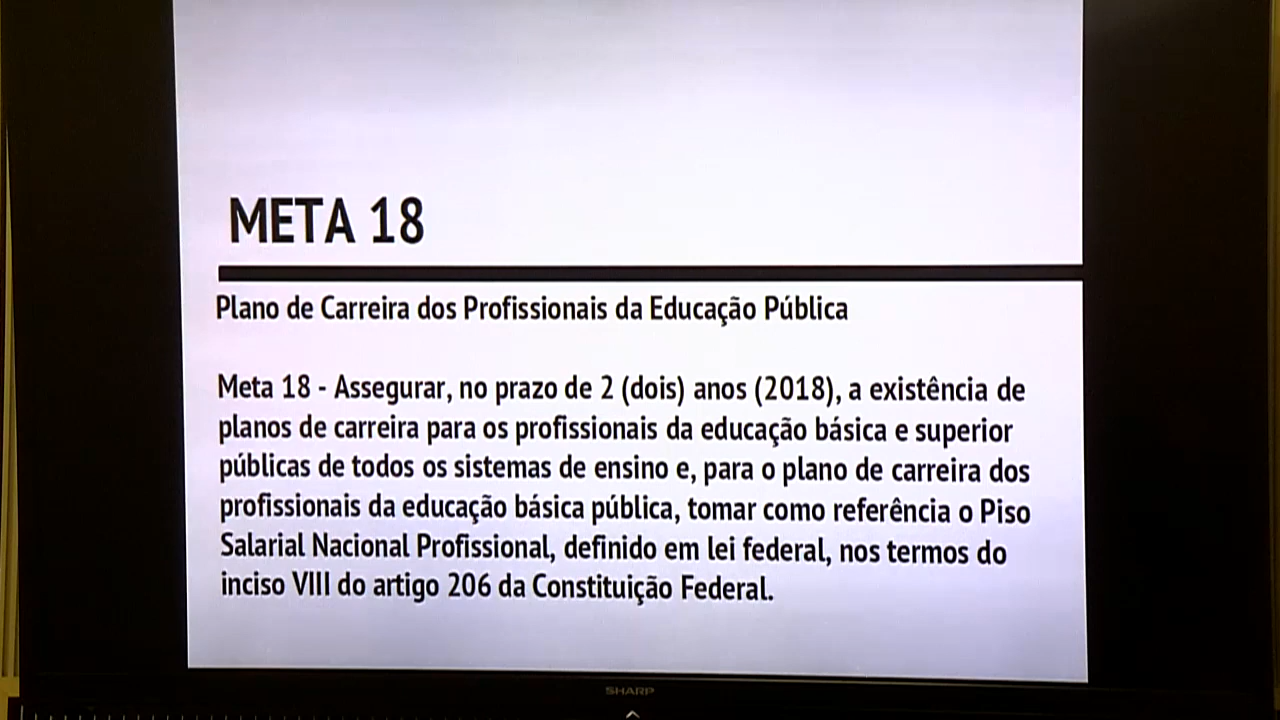 META 18
Plano de Carreira dos Profissionais da Educação Pública
Meta 18 - Assegurar, no prazo de 2 (dois) anos (2018), a existência de
planos de carreira para os profissionais da educação básica e superior
públicas de todos os sistemas de ensino e, para o plano de carreira dos
profissionais da educação básica pública, tomar como referência o Piso
Salarial Nacional Profissional, definido em lei federal, nos termos do
inciso VIII do artigo 206 da Constituição Federal.
SHARP